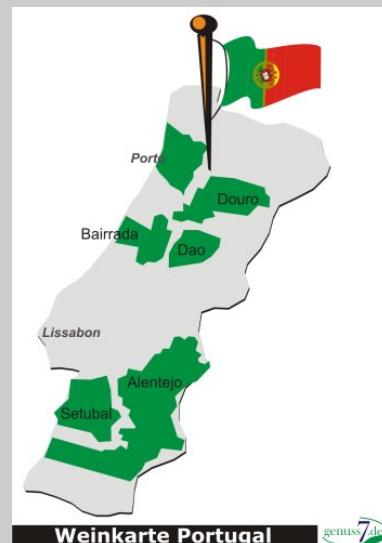 Porto
Douro
Bairrada
Dao
Lissabon
Alentejo
Setubal
Weinkarte Portugal
genuss7.de